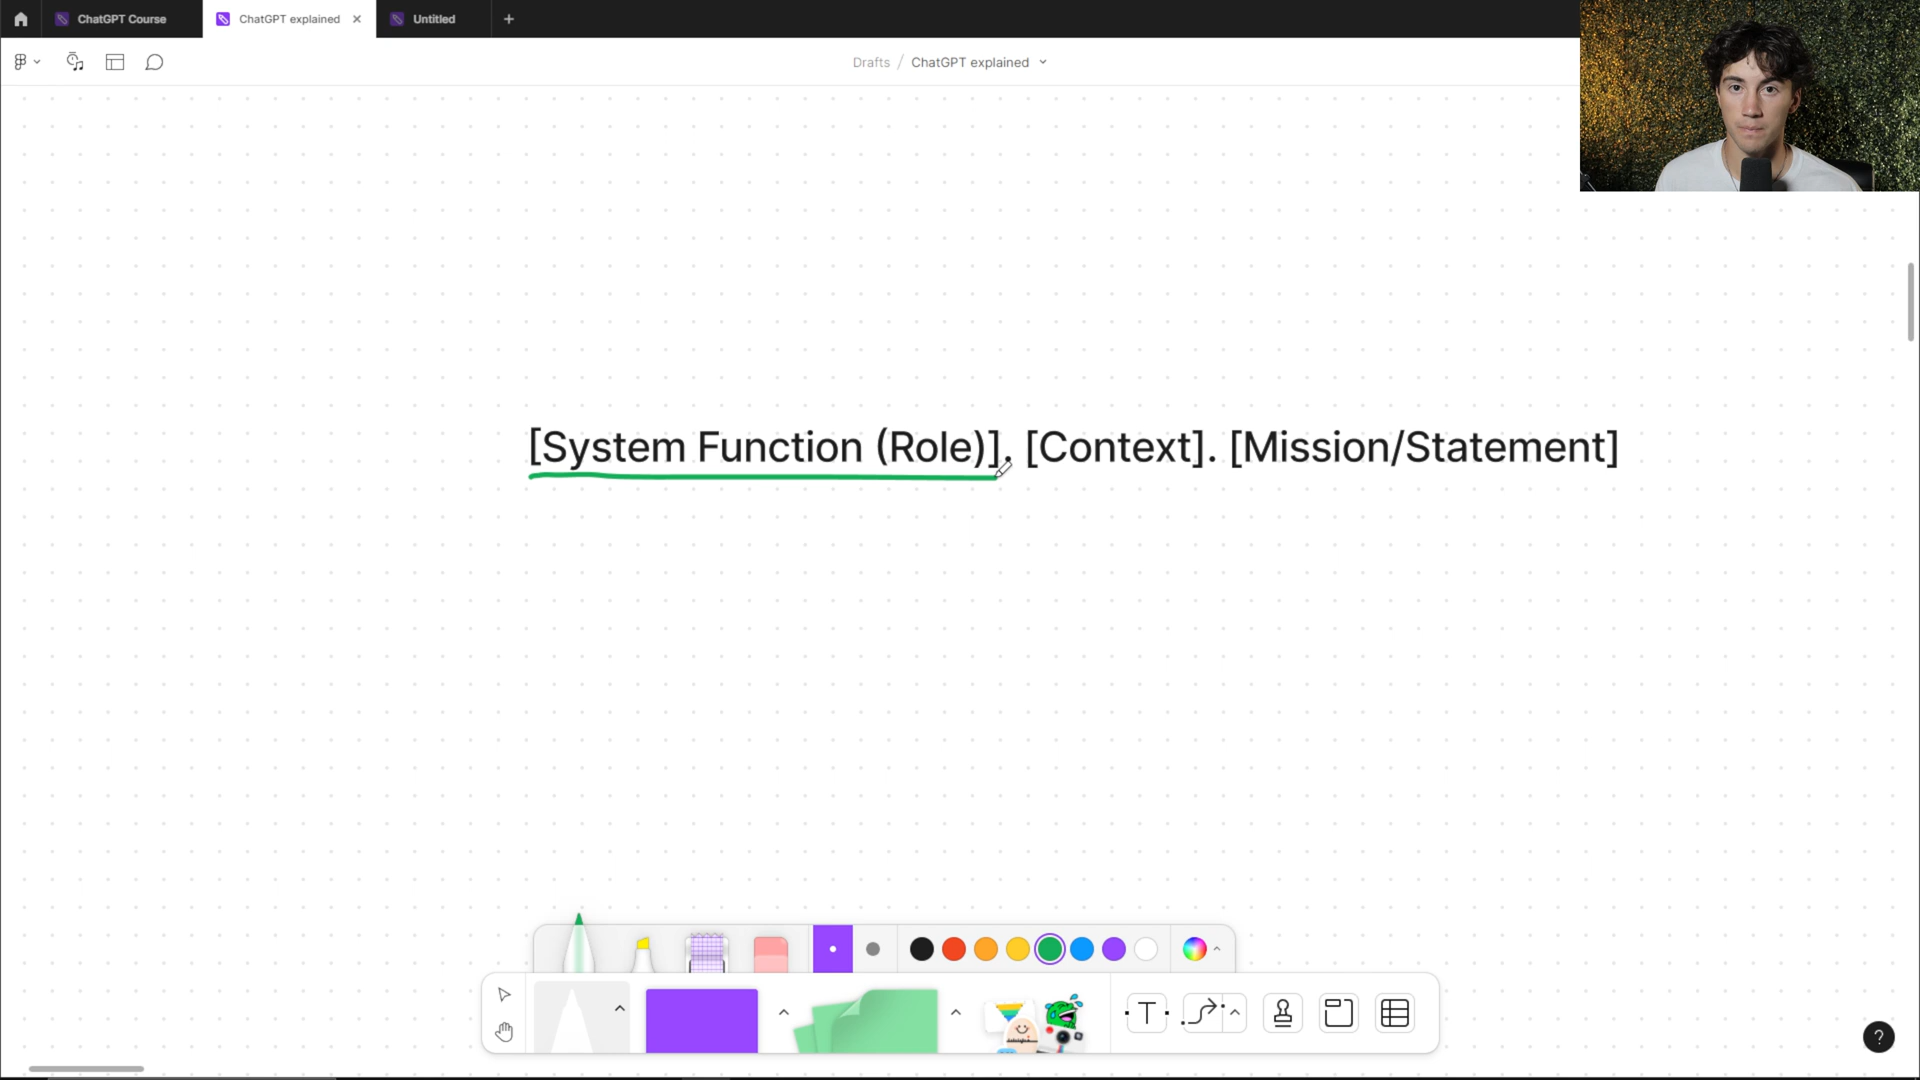 ChatGPT Course
ChatGPT explained
Untitled
Drafts / ChatGPT explained
[System Function (Role)]. [Context]. [Mission/Statement]
T
?